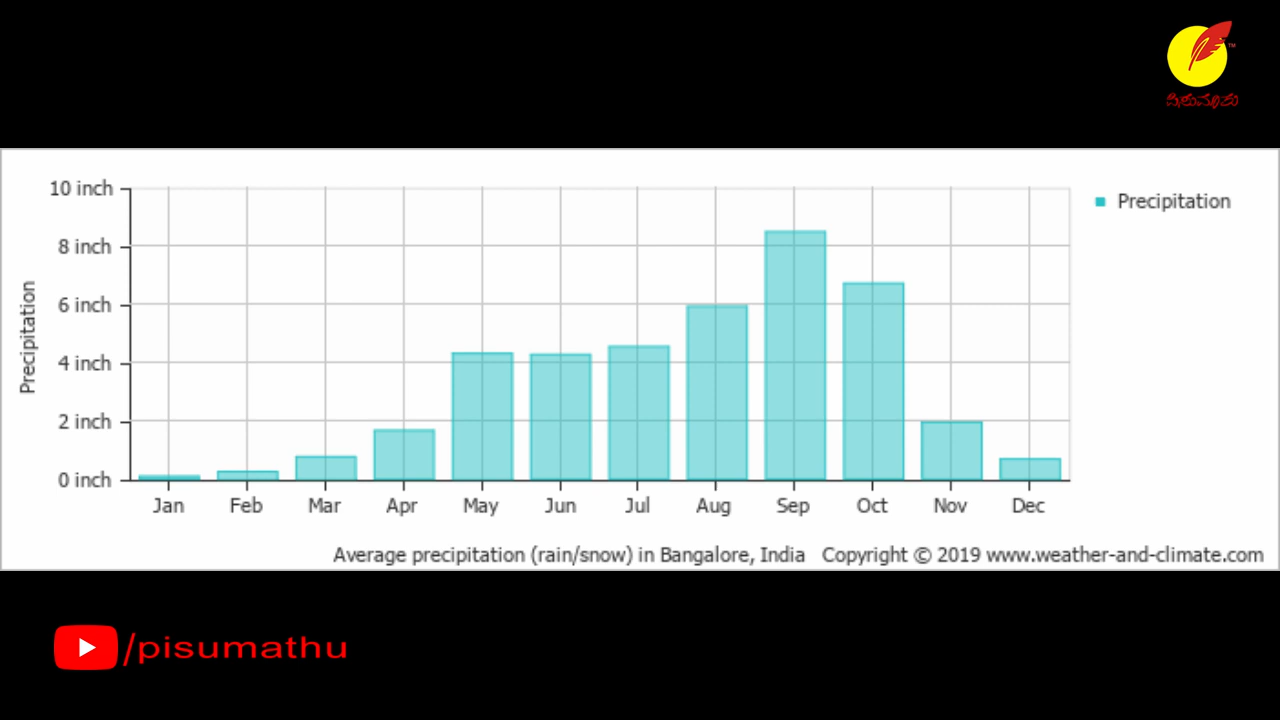 TM
ಪಿಸುಮಾತು
10 inch
8 inch
6 inch
4 inch
2 inch
0 inch
Precipitation
Precipitation
Jan Feb Mar Apr May Jun Jul Aug Sep Oct Nov Dec
Average precipitation (rain/snow) in Bangalore, India Copyright © 2019 www.weather-and-climate.com
/pisumathu